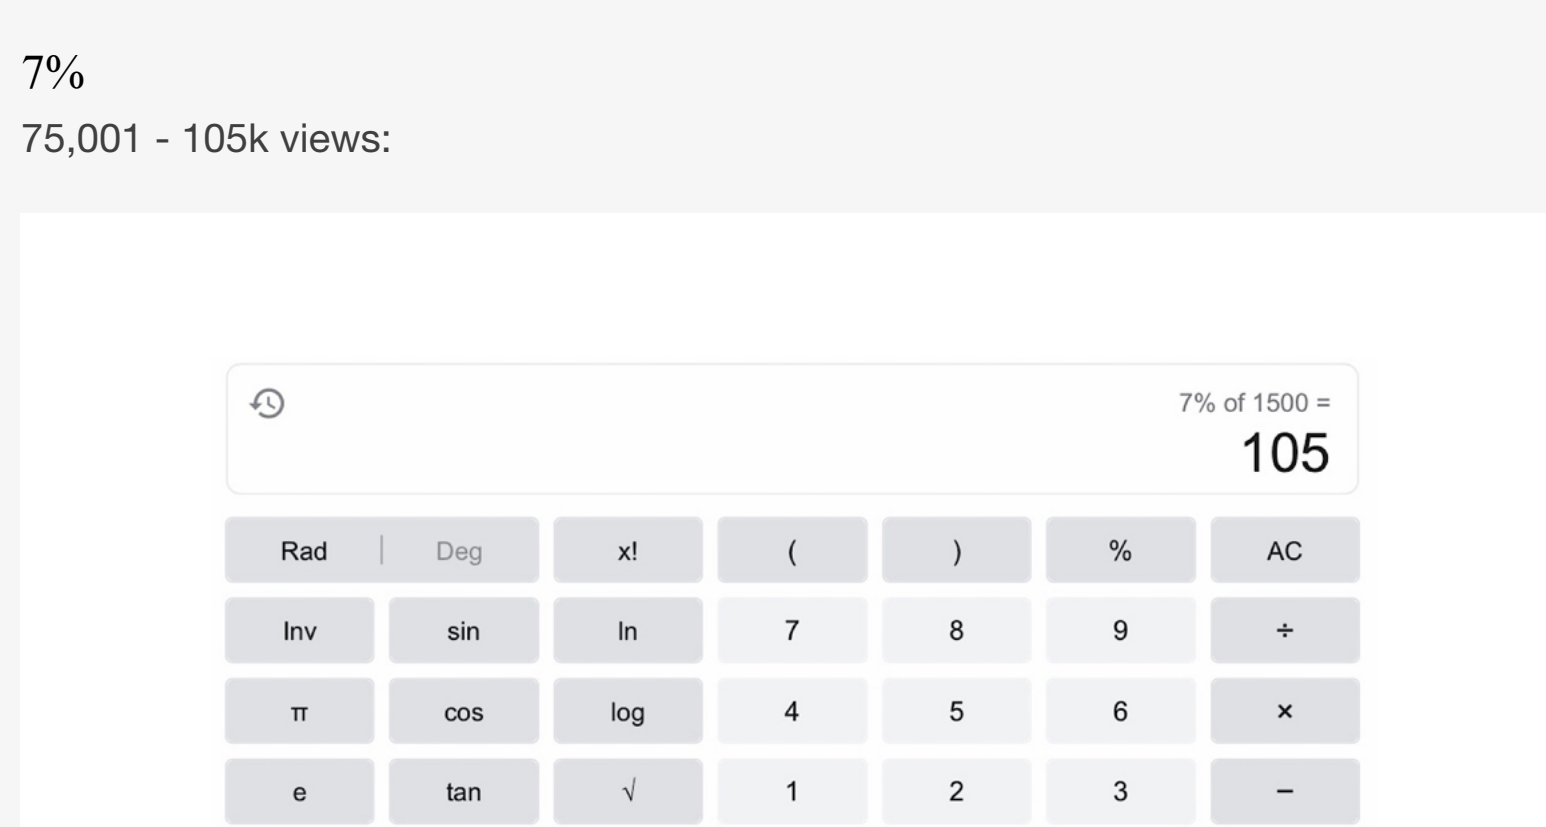 7%
75,001 - 105k views:
7% of 1500 =
105
Rad | Deg x! ( ) % AC
Inv sin ln 7 8 9 ÷
π cos log 4 5 6 ×
e tan √ 1 2 3 −